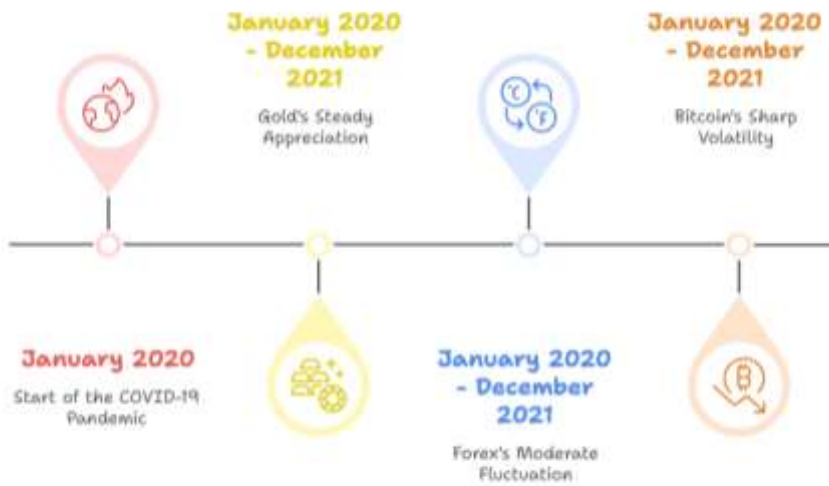 January 2020
- December
2021
Gold's Steady
Appreciation
January 2020
- December
2021
Bitcoin's Sharp
Volatility
°C
°F
January 2020
Start of the COVID-19
Pandemic
January 2020
- December
2021
Forex's Moderate
Fluctuation
B